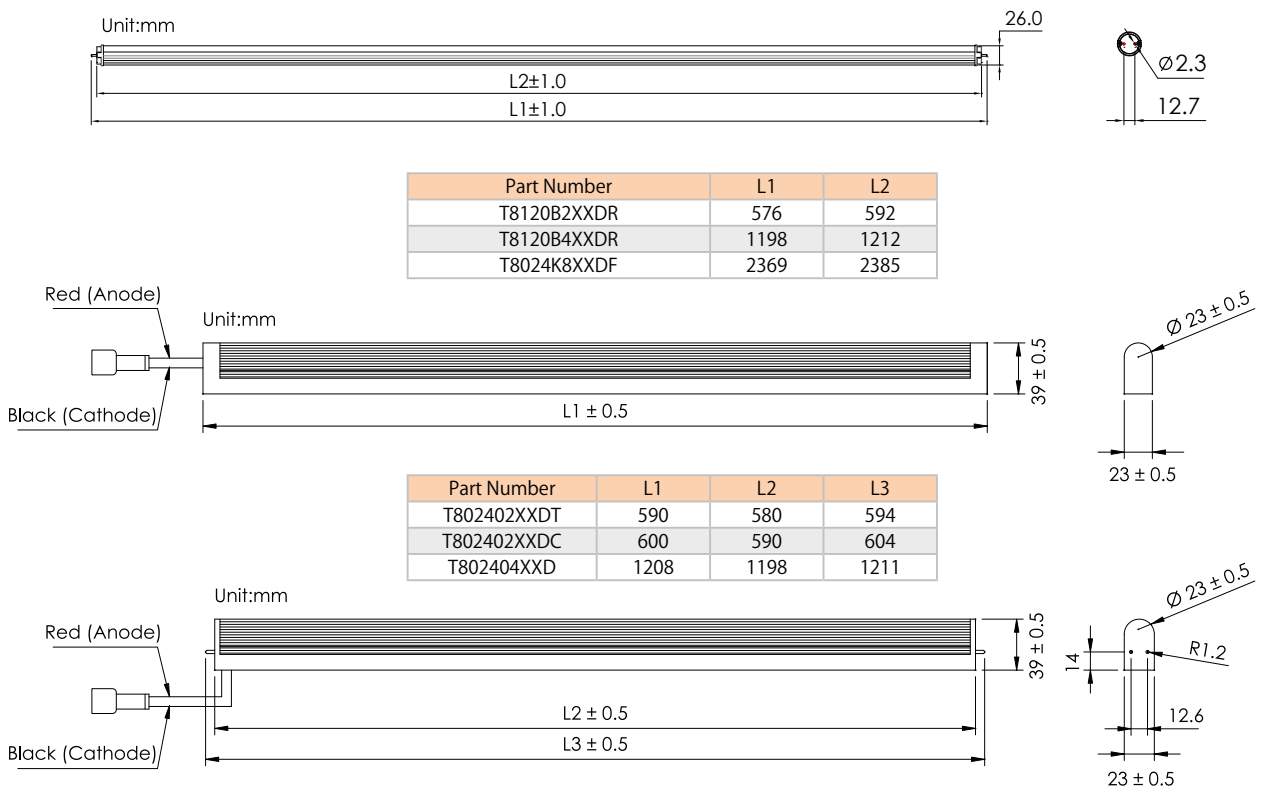 Unit:mm
26.0
L2±1.0
L1±1.0
Ø2.3
12.7
Part Number L1 L2
T8120B2XXDR 576 592
T8120B4XXDR 1198 1212
T8024K8XXDF 2369 2385
Red (Anode)
Unit:mm
Black (Cathode)
L1 ± 0.5
39 ± 0.5
Ø 23 ± 0.5
23 ± 0.5
Part Number L1 L2 L3
T802402XXDT 590 580 594
T802402XXDC 600 590 604
T802404XXD 1208 1198 1211
Unit:mm
Red (Anode)
Black (Cathode)
L2 ± 0.5
L3 ± 0.5
39 ± 0.5
14
Ø 23 ± 0.5
R1.2
12.6
23 ± 0.5